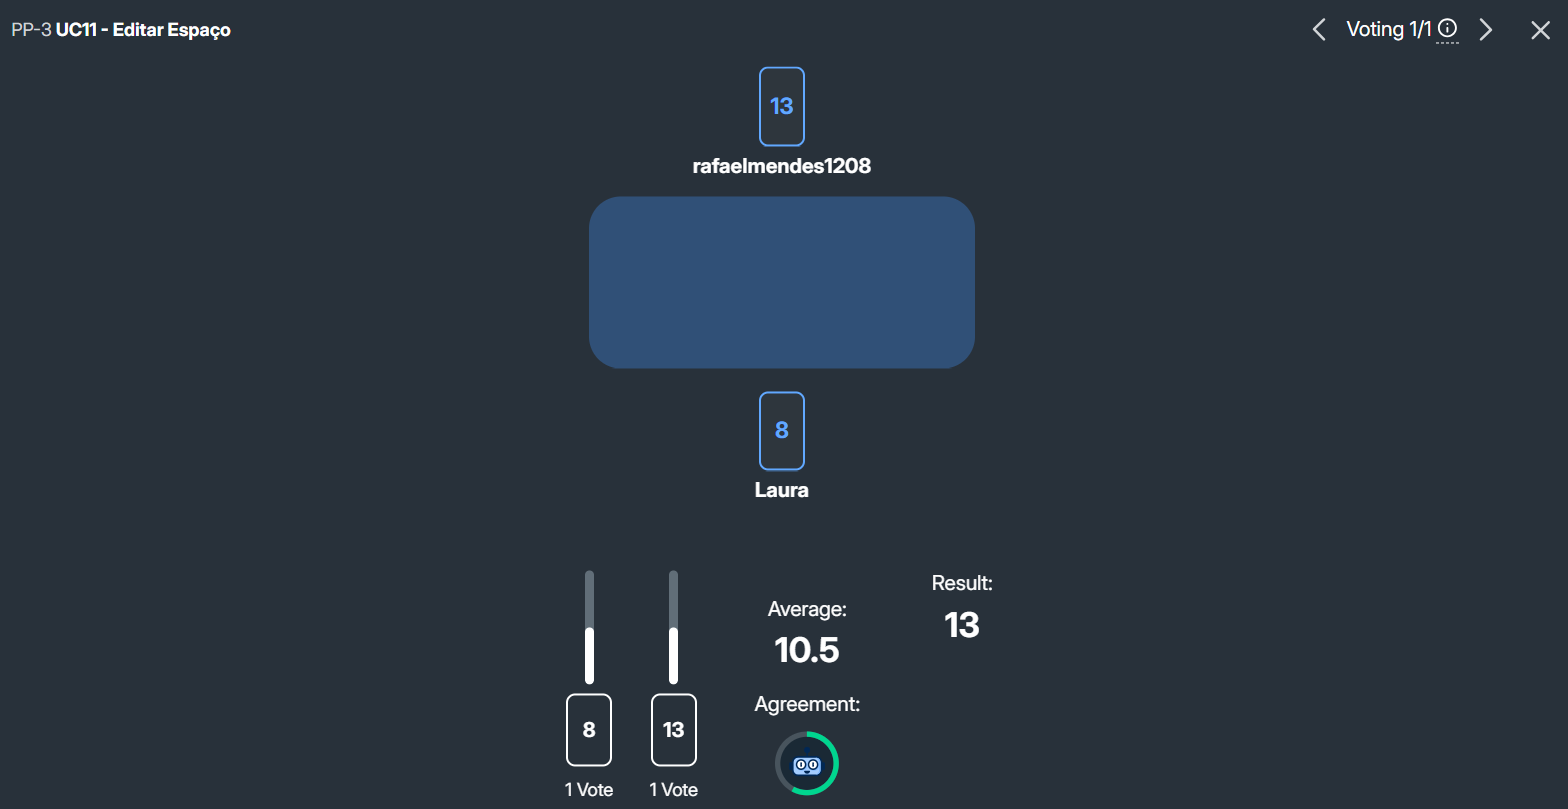 PP-3 UC11 - Editar Espaço
Voting 1/1
13
rafaelmendes1208
8
Laura
Result:
13
Average:
10.5
Agreement:
8
13
1 Vote
1 Vote